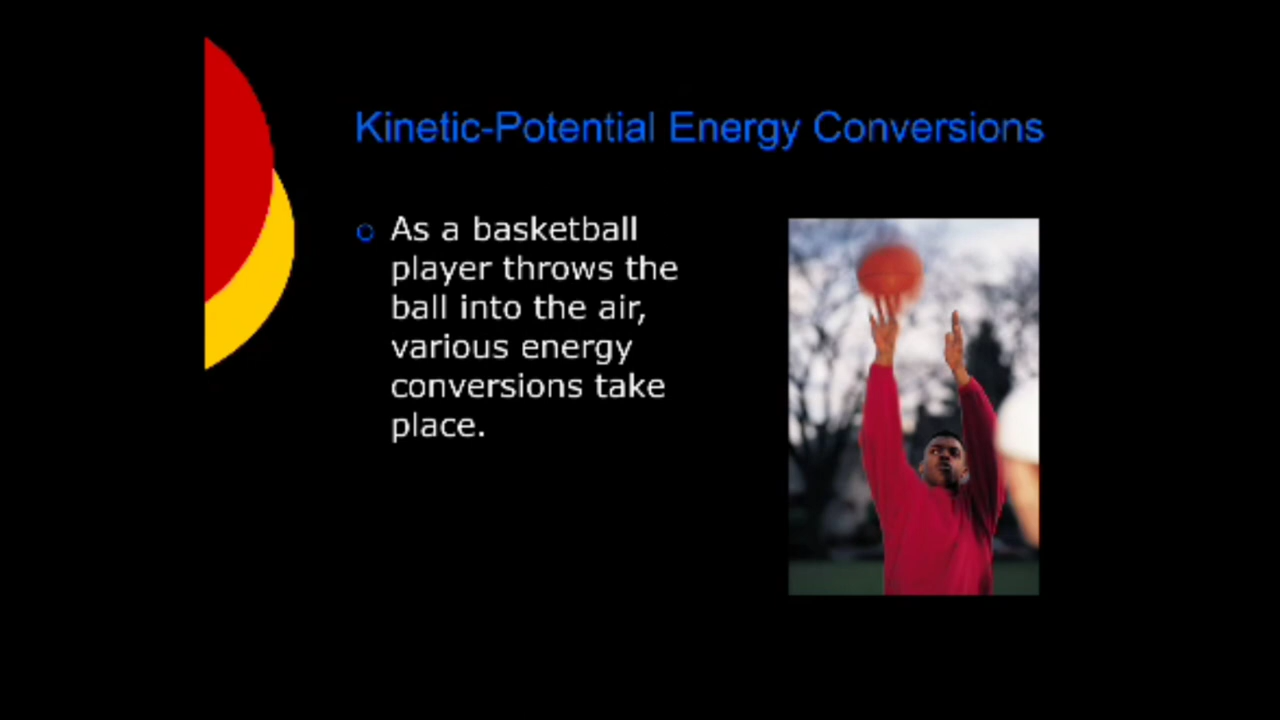 Kinetic-Potential Energy Conversions
As a basketball
player throws the
ball into the air,
various energy
conversions take
place.